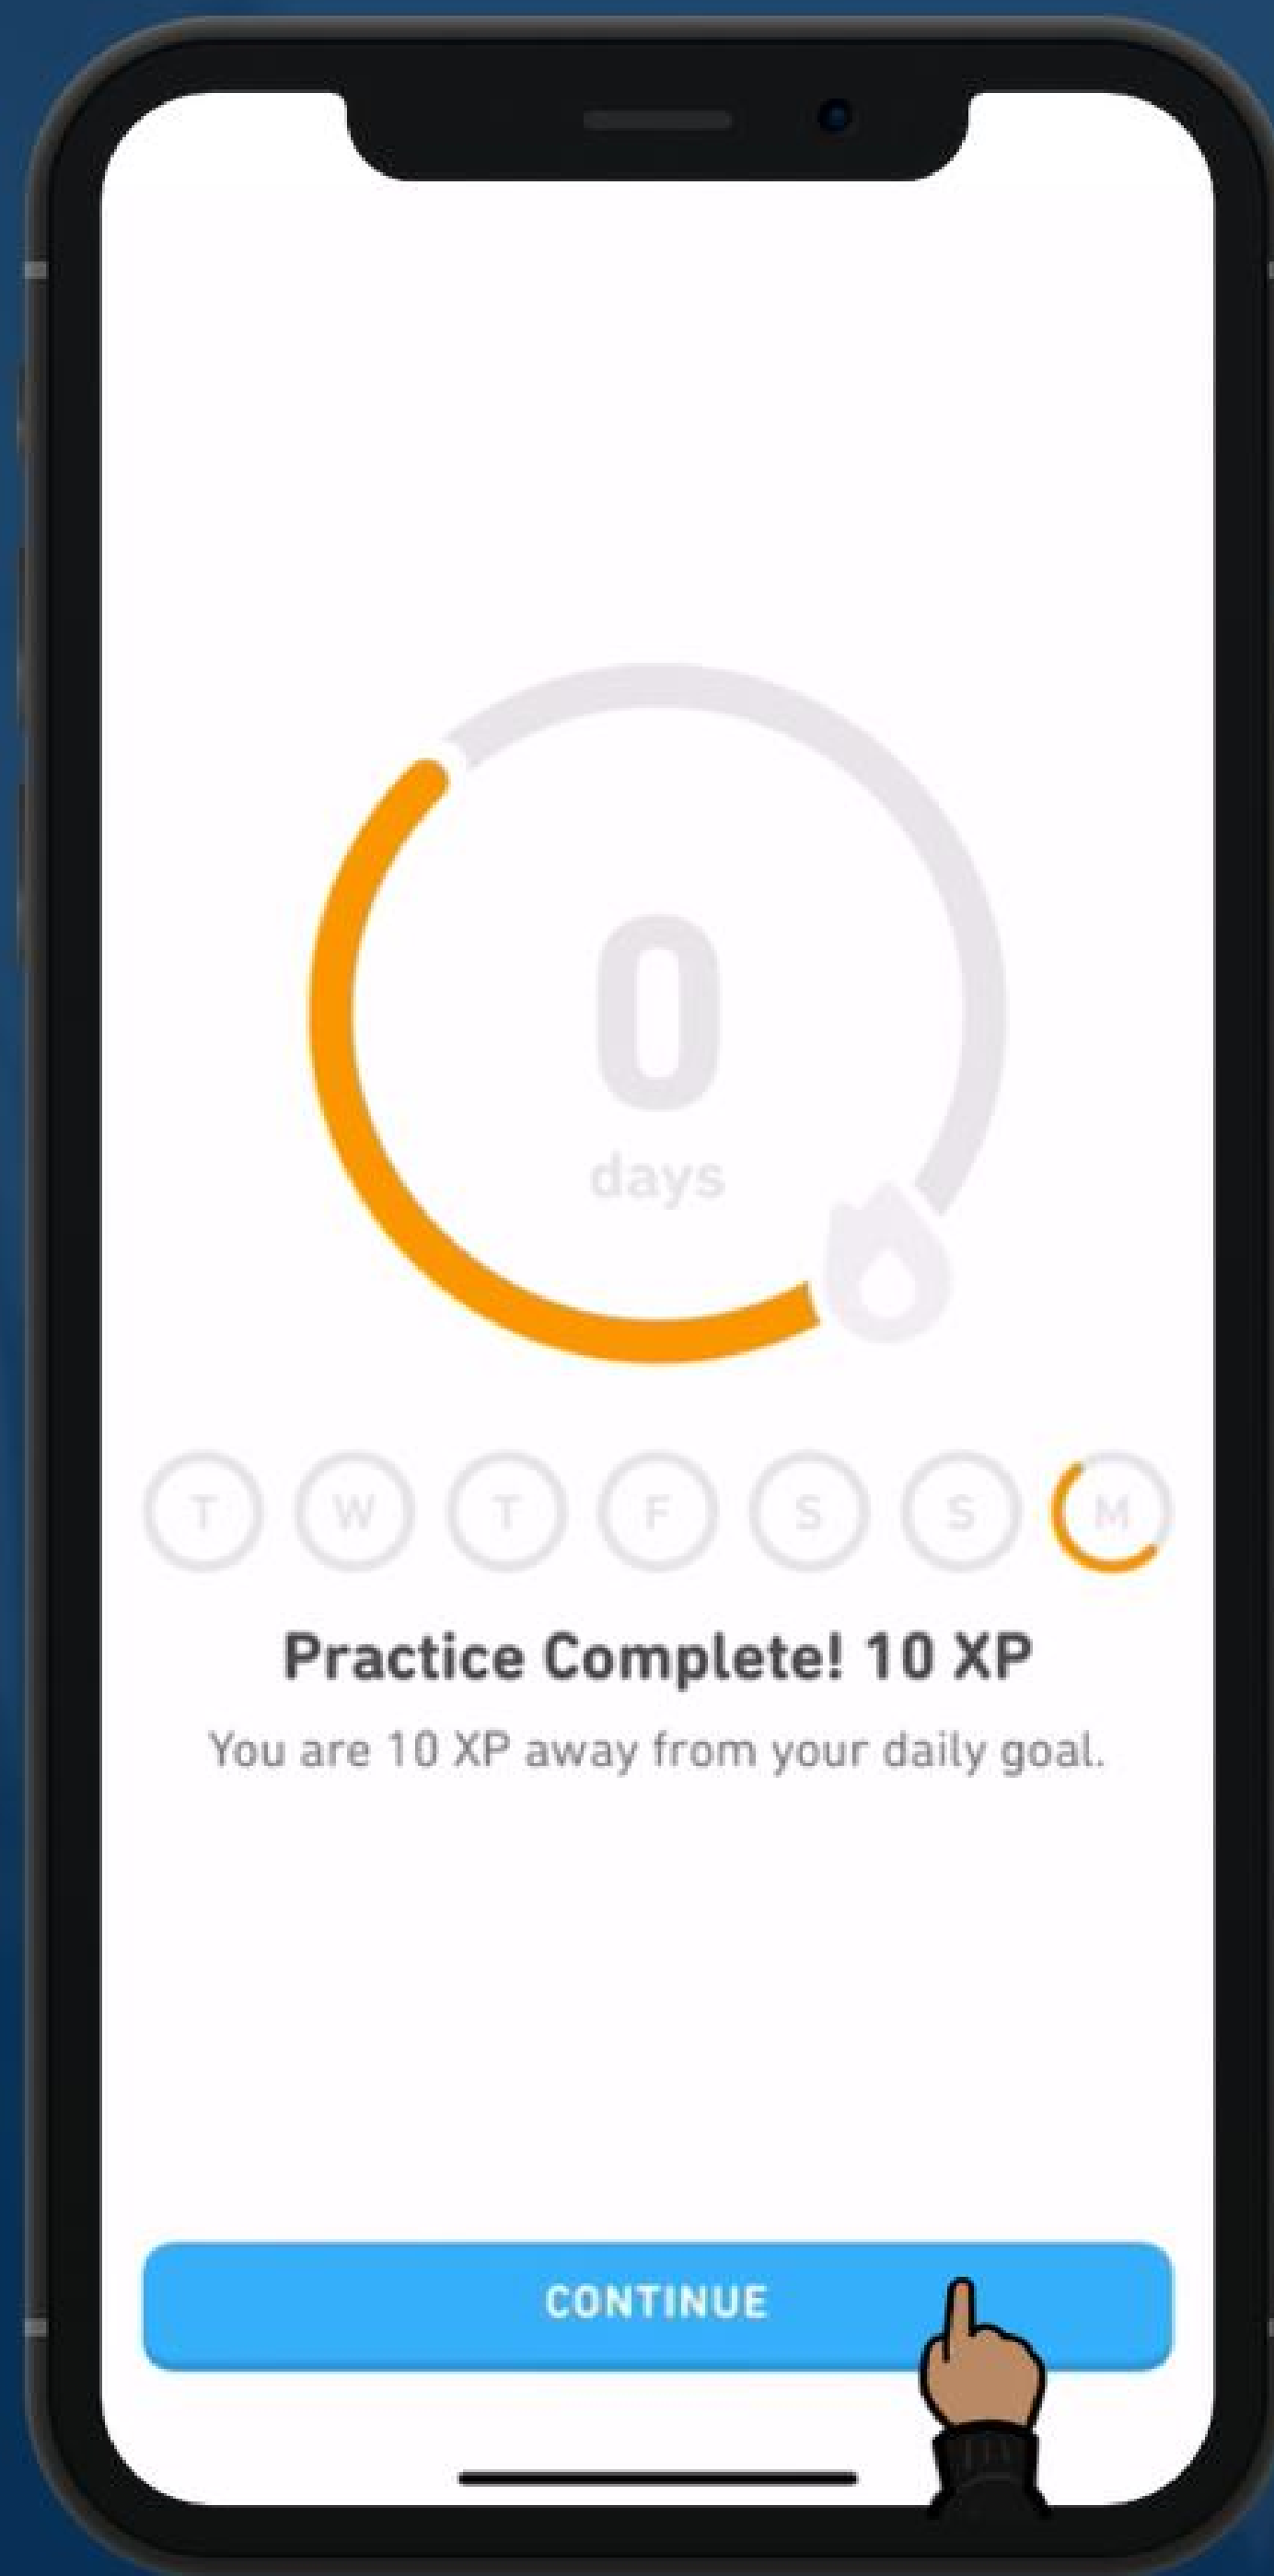 0
days
T W T F S S M
Practice Complete! 10 XP
You are 10 XP away from your daily goal.
CONTINUE